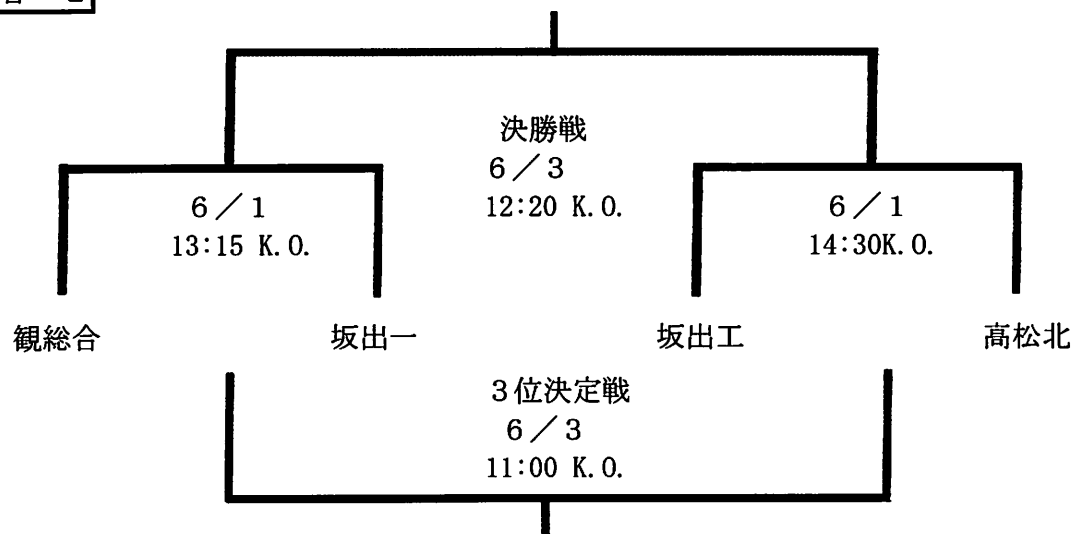 決勝戦
6／3
12:20 K.O.
6／1
13:15 K.O.
6／1
14:30K.O.
観総合
坂出一
坂出工
高松北
3位決定戦
6／3
11:00 K.O.